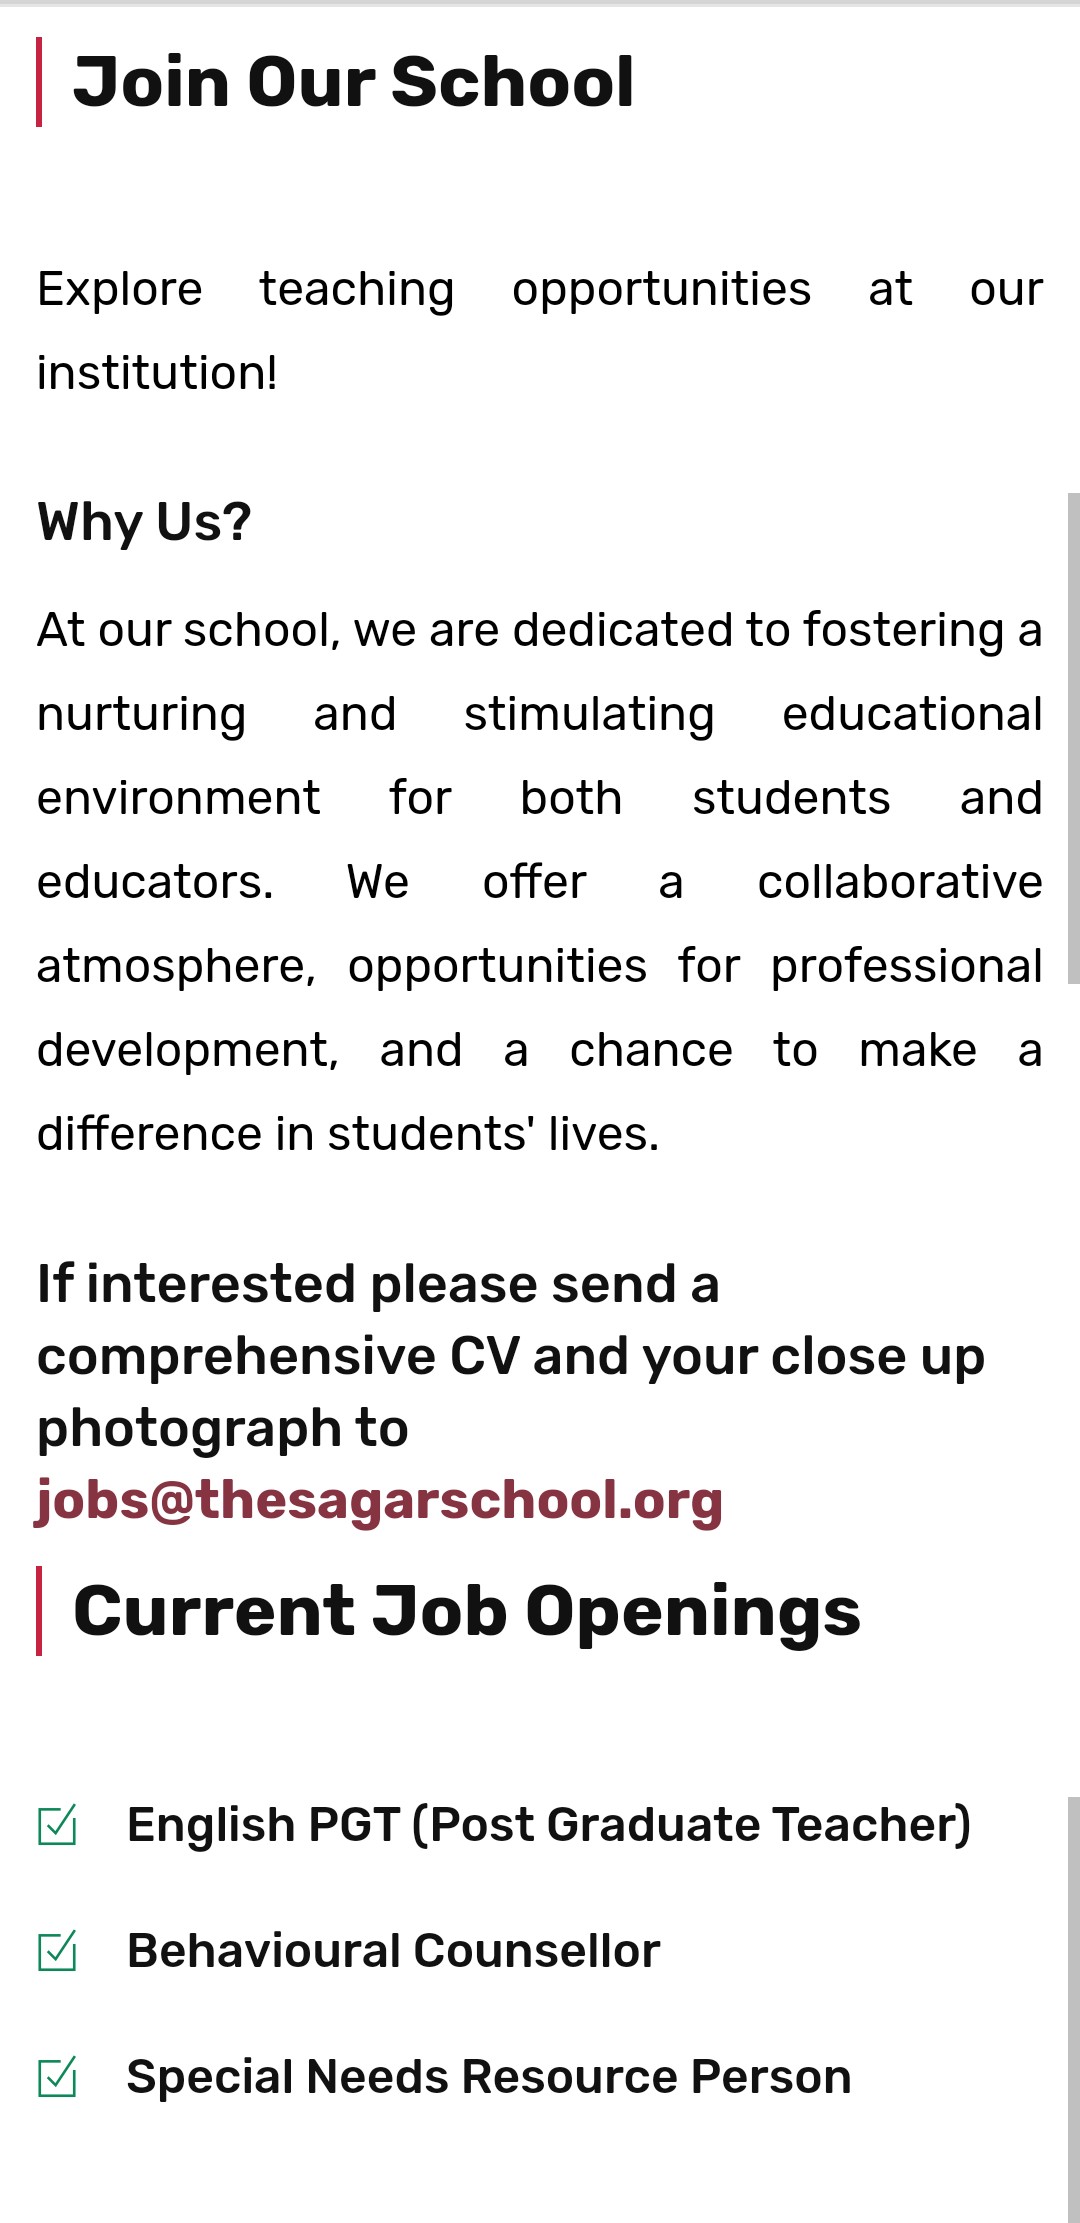 Join Our School
Explore teaching opportunities at our
institution!
Why Us?
At our school, we are dedicated to fostering a
nurturing and stimulating educational
environment for both students and
educators. We offer a collaborative
atmosphere, opportunities for professional
development, and a chance to make a
difference in students' lives.
If interested please send a
comprehensive CV and your close up
photograph to
jobs@thesagarschool.org
Current Job Openings
English PGT (Post Graduate Teacher)
Behavioural Counsellor
Special Needs Resource Person